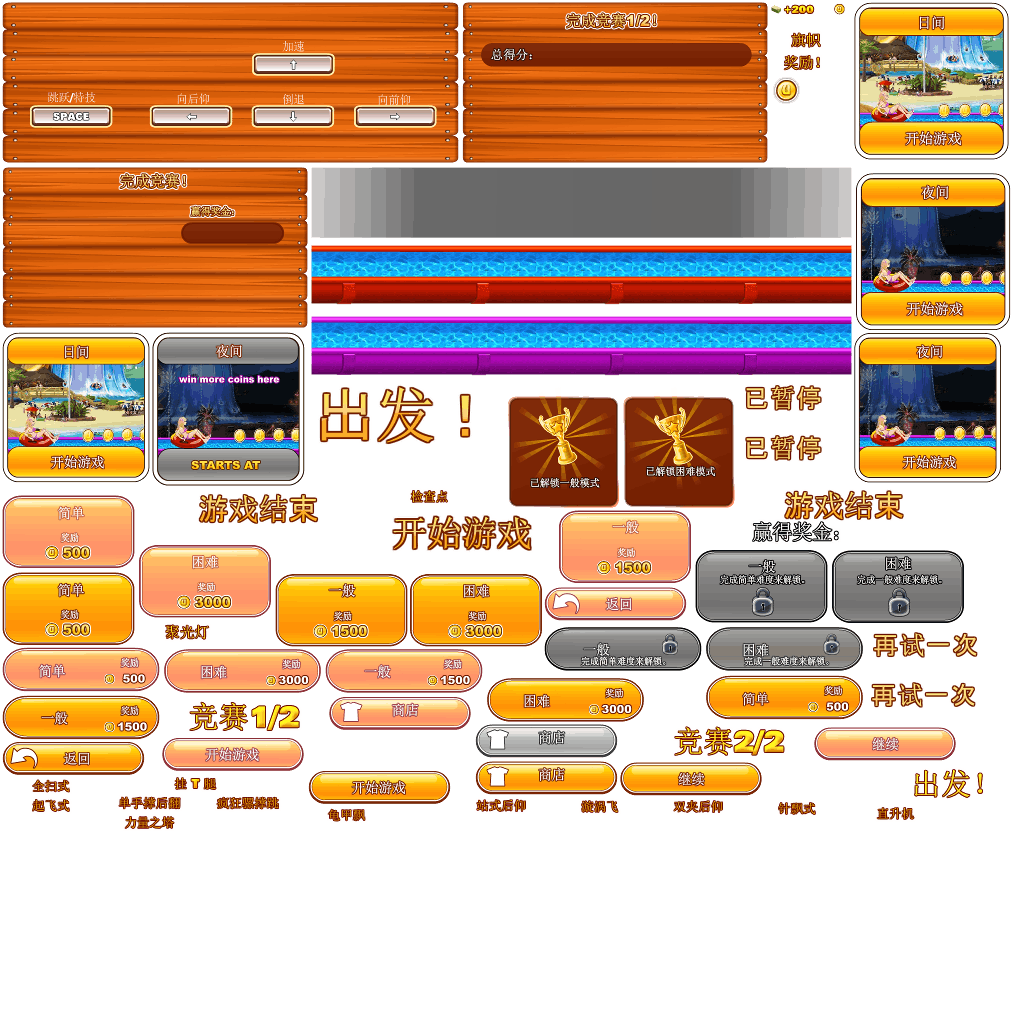 加速
跳跃/特技
向后仰
倒退
向前仰
SPACE
完成竞赛1/2!
总得分:
+200
旗帜
奖励!
日间
开始游戏
完成竞赛!
赢得奖金:
夜间
开始游戏
日间
开始游戏
夜间
win more coins here
STARTS AT
出发!
已解锁一般模式
已解锁困难模式
已暂停
已暂停
夜间
开始游戏
简单
奖励
500
游戏结束
检查点
开始游戏
一般
奖励
1500
游戏结束
赢得奖金:
简单
奖励
500
困难
奖励
3000
聚光灯
一般
奖励
1500
困难
奖励
3000
返回
一般
完成简单难度来解锁。
困难
完成一般难度来解锁。
一般
完成简单难度来解锁。
困难
完成一般难度来解锁。
再试一次
简单
奖励
500
困难
奖励
3000
一般
奖励
1500
困难
奖励
3000
简单
奖励
500
再试一次
一般
奖励
1500
竞赛1/2
商店
商店
竞赛2/2
继续
返回
开始游戏
开始游戏
商店
继续
出发!
全扫式
起飞式
单手撑后翻
力量之塔
挂 T 腿
龟甲飘
站式后仰
漩涡飞
双夹后仰
针飘式
直升机